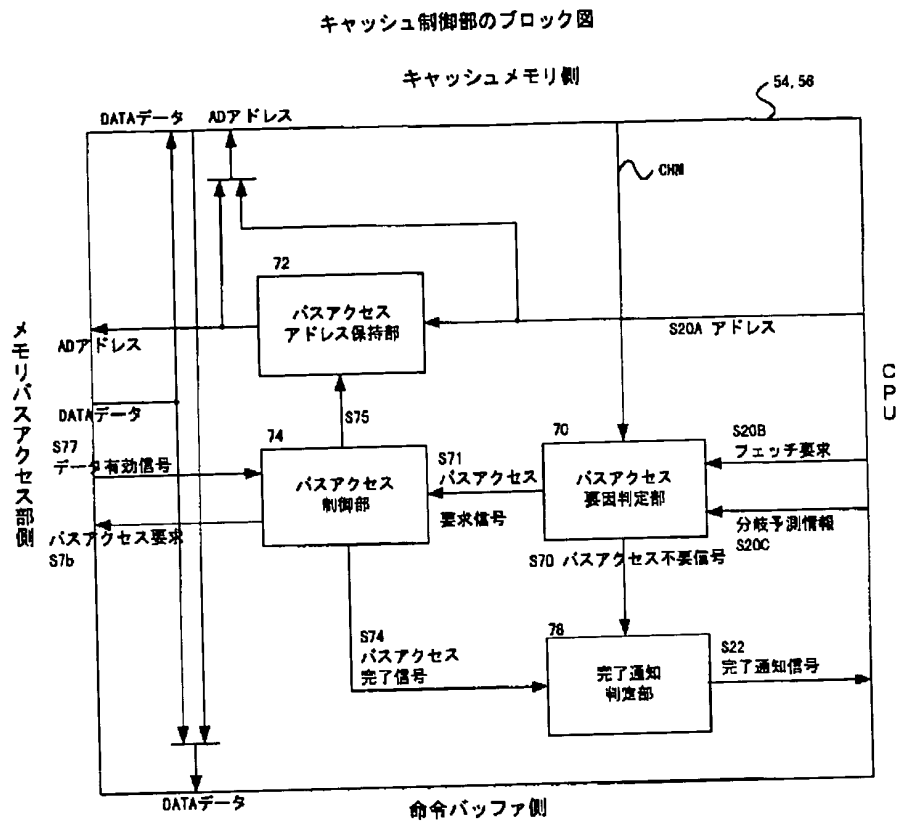 キャッシュ制御部のブロック図
キャッシュメモリ側
54,56
DATAデータ
ADアドレス
CHM
72
バスアクセス
アドレス保持部
S20A アドレス
ADアドレス
メモリバスアクセス部側
CPU
DATAデータ
S75
S77
データ有効信号
74
バスアクセス
制御部
S71
バスアクセス
要求信号
70
バスアクセス
要因判定部
S20B
フェッチ要求
バスアクセス要求
S7b
分岐予測情報
S20C
S70 バスアクセス不要信号
S74
バスアクセス
完了信号
78
完了通知
判定部
S22
完了通知信号
DATAデータ
命令バッファ側